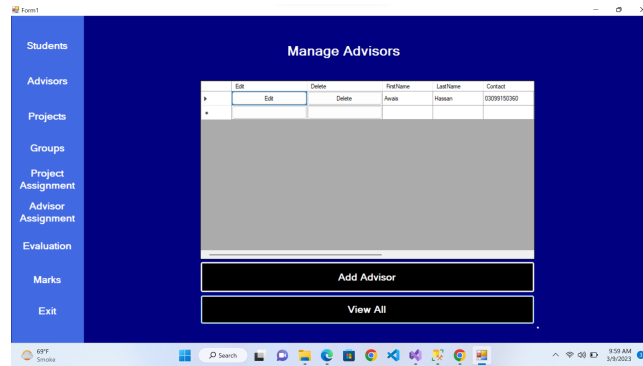 Form1
Students
Advisors
Projects
Groups
Project
Assignment
Advisor
Assignment
Evaluation
Marks
Exit
Manage Advisors
Edit Delete FirstName LastName Contact
Edit Delete Awais Hassan 03099150360
Add Advisor
View All
69°F
Smoke
Search
9:59 AM
3/9/2023